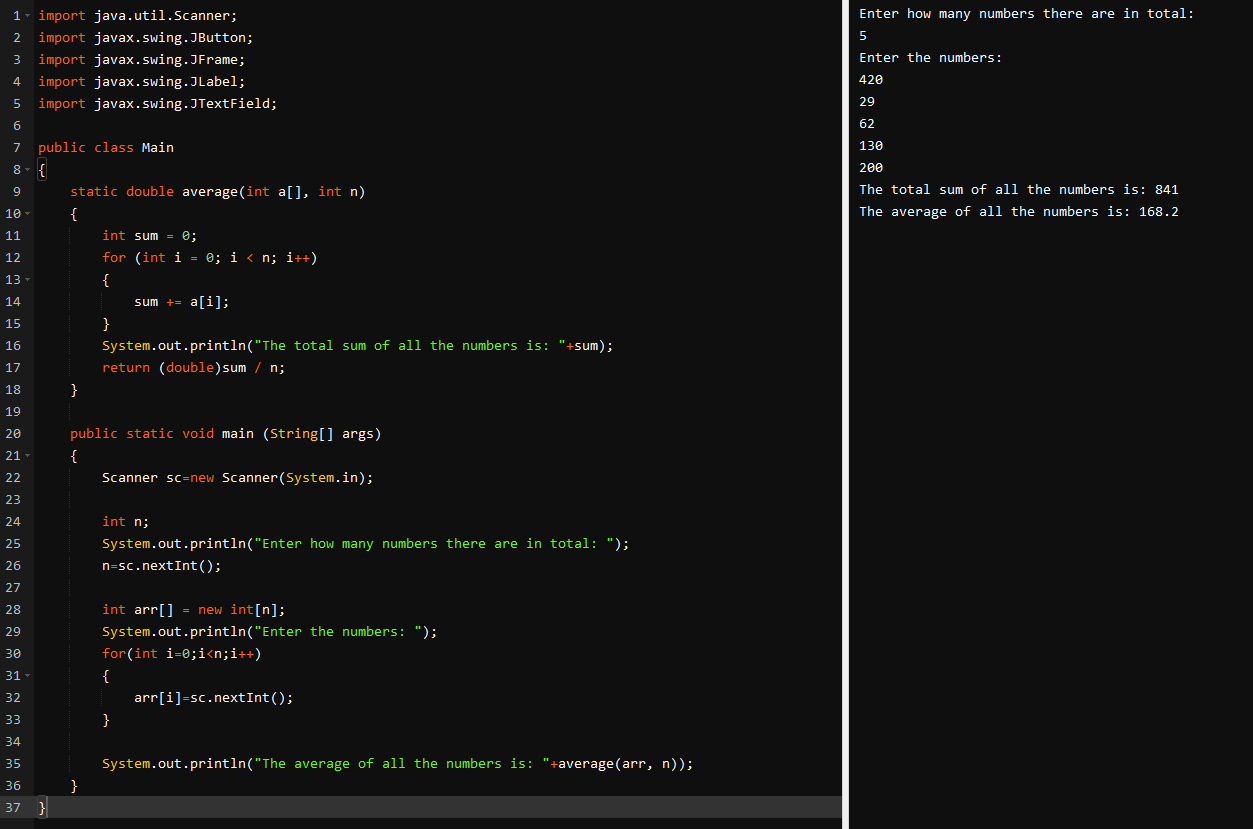 1 import java.util.Scanner;
2 import javax.swing.JButton;
3 import javax.swing.JFrame;
4 import javax.swing.JLabel;
5 import javax.swing.JTextField;
6
7 public class Main
8 {
9     static double average(int a[], int n)
10     {
11         int sum = 0;
12         for (int i = 0; i < n; i++)
13         {
14             sum += a[i];
15         }
16         System.out.println("The total sum of all the numbers is: "+sum);
17         return (double)sum / n;
18     }
19
20     public static void main (String[] args)
21     {
22         Scanner sc=new Scanner(System.in);
23
24         int n;
25         System.out.println("Enter how many numbers there are in total: ");
26         n=sc.nextInt();
27
28         int arr[] = new int[n];
29         System.out.println("Enter the numbers: ");
30         for(int i=0;i<n;i++)
31         {
32             arr[i]=sc.nextInt();
33         }
34
35         System.out.println("The average of all the numbers is: "+average(arr, n));
36     }
37 }
Enter how many numbers there are in total:
5
Enter the numbers:
420
29
62
130
200
The total sum of all the numbers is: 841
The average of all the numbers is: 168.2